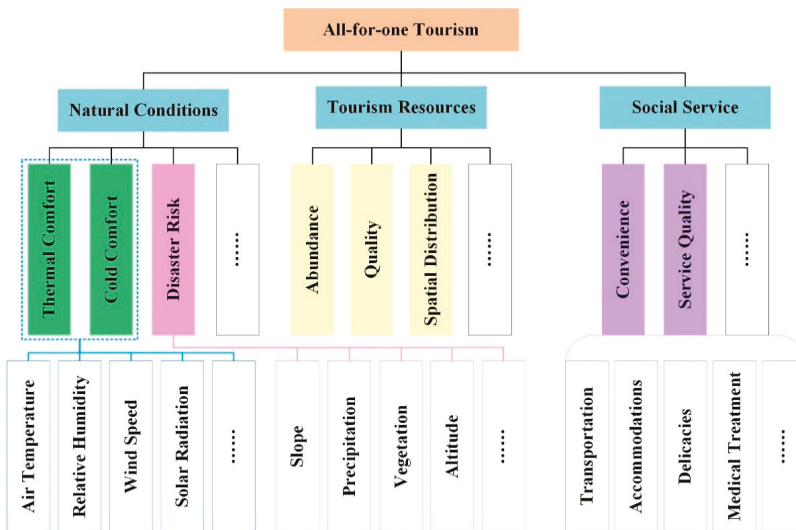 All-for-one Tourism
Natural Conditions
Tourism Resources
Social Service
Thermal Comfort
Cold Comfort
Disaster Risk
......
Abundance
Quality
Spatial Distribution
......
Convenience
Service Quality
......
Air Temperature
Relative Humidity
Wind Speed
Solar Radiation
......
Slope
Precipitation
Vegetation
Altitude
......
Transportation
Accommodations
Delicacies
Medical Treatment
......